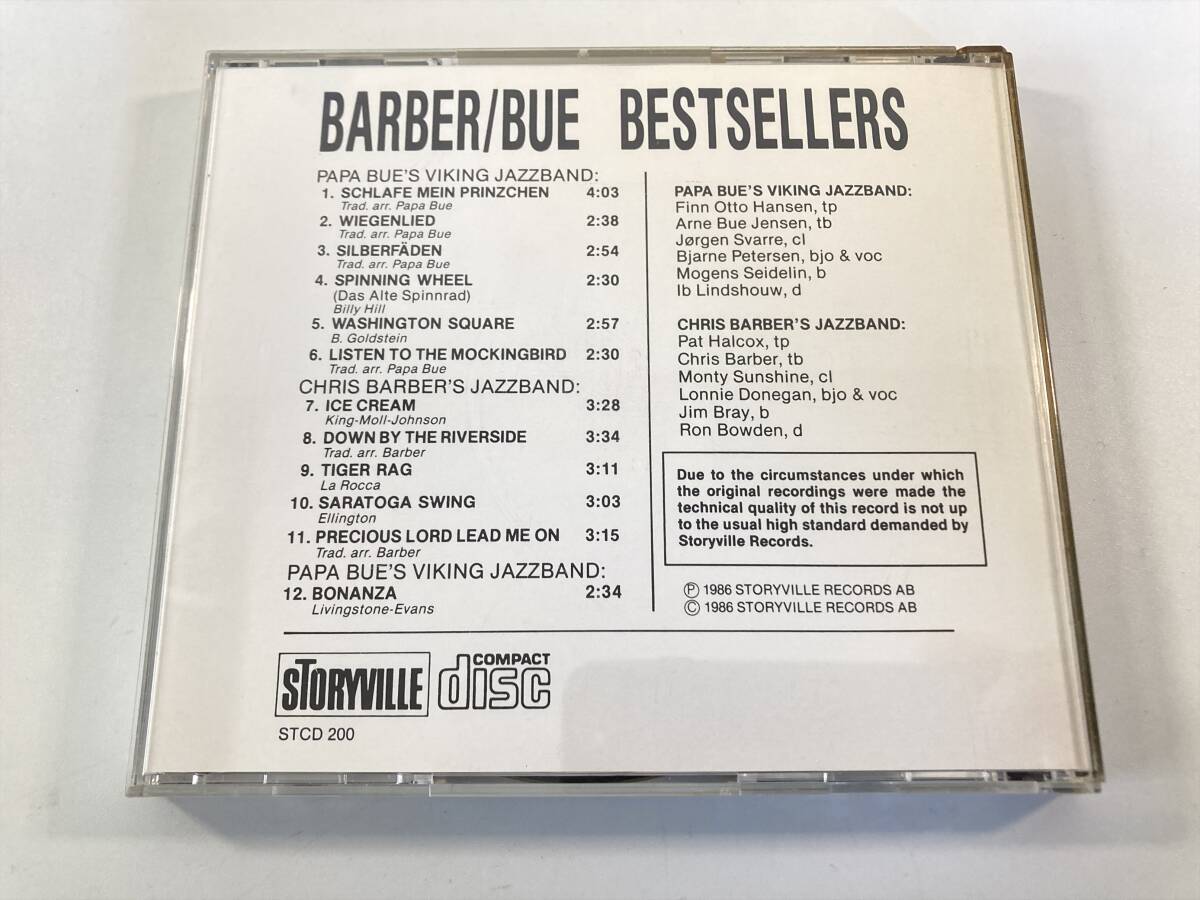 BARBER/BUE BESTSELLERS
PAPA BUE'S VIKING JAZZBAND:
1. SCHLAFE MEIN PRINZCHEN 4:03
Trad. arr. Papa Bue
2. WIEGENLIED 2:38
Trad. arr. Papa Bue
3. SILBERFÄDEN 2:54
Trad. arr. Papa Bue
4. SPINNING WHEEL 2:30
(Das Alte Spinnrad)
Billy Hill
5. WASHINGTON SQUARE 2:57
B. Goldstein
6. LISTEN TO THE MOCKINGBIRD 2:30
Trad. arr. Papa Bue
CHRIS BARBER'S JAZZBAND:
7. ICE CREAM 3:28
King-Moll-Johnson
8. DOWN BY THE RIVERSIDE 3:34
Trad. arr. Barber
9. TIGER RAG 3:11
La Rocca
10. SARATOGA SWING 3:03
Ellington
11. PRECIOUS LORD LEAD ME ON 3:15
Trad. arr. Barber
PAPA BUE'S VIKING JAZZBAND:
12. BONANZA 2:34
Livingstone-Evans
PAPA BUE'S VIKING JAZZBAND:
Finn Otto Hansen, tp
Arne Bue Jensen, tb
Jørgen Svarre, cl
Bjarne Petersen, bjo & voc
Mogens Seidelin, b
Ib Lindshouw, d
CHRIS BARBER'S JAZZBAND:
Pat Halcox, tp
Chris Barber, tb
Monty Sunshine, cl
Lonnie Donegan, bjo & voc
Jim Bray, b
Ron Bowden, d
Due to the circumstances under which
the original recordings were made the
technical quality of this record is not up
to the usual high standard demanded by
Storyville Records.
Ⓟ 1986 STORYVILLE RECORDS AB
© 1986 STORYVILLE RECORDS AB
STORYVILLE
COMPACT
disc
STCD 200